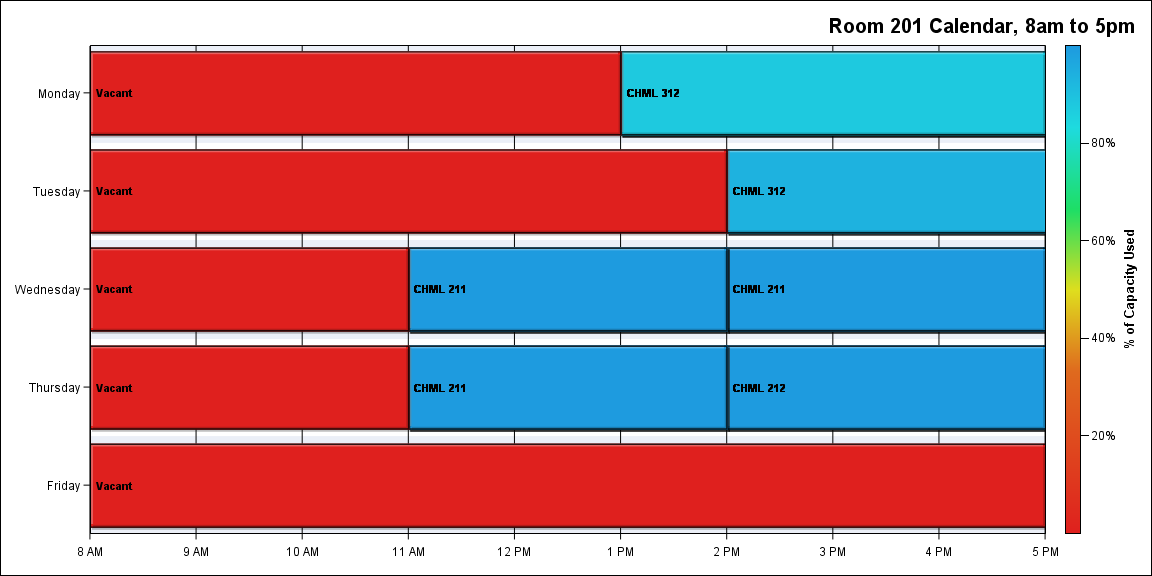 Room 201 Calendar, 8am to 5pm
Monday
Vacant
CHML 312
Tuesday
Vacant
CHML 312
Wednesday
Vacant
CHML 211
CHML 211
Thursday
Vacant
CHML 211
CHML 212
Friday
Vacant
8 AM
9 AM
10 AM
11 AM
12 PM
1 PM
2 PM
3 PM
4 PM
5 PM
80%
60%
40%
20%
% of Capacity Used